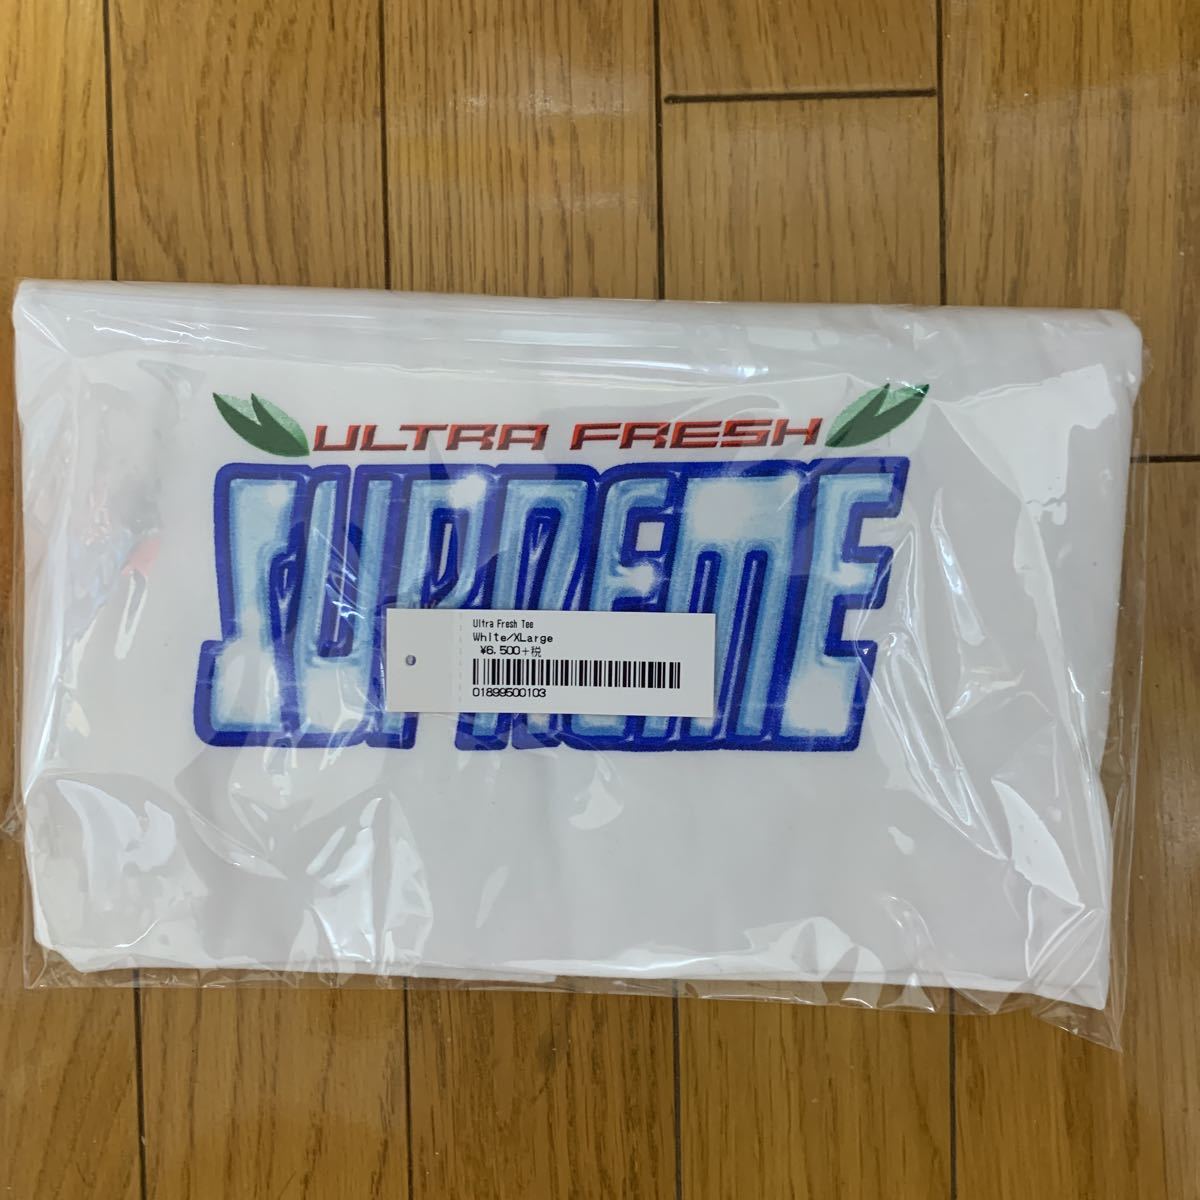 ULTRA FRESH
SUPREME
Ultra Fresh Tee
White/XLarge
¥6,500+税
01899500103